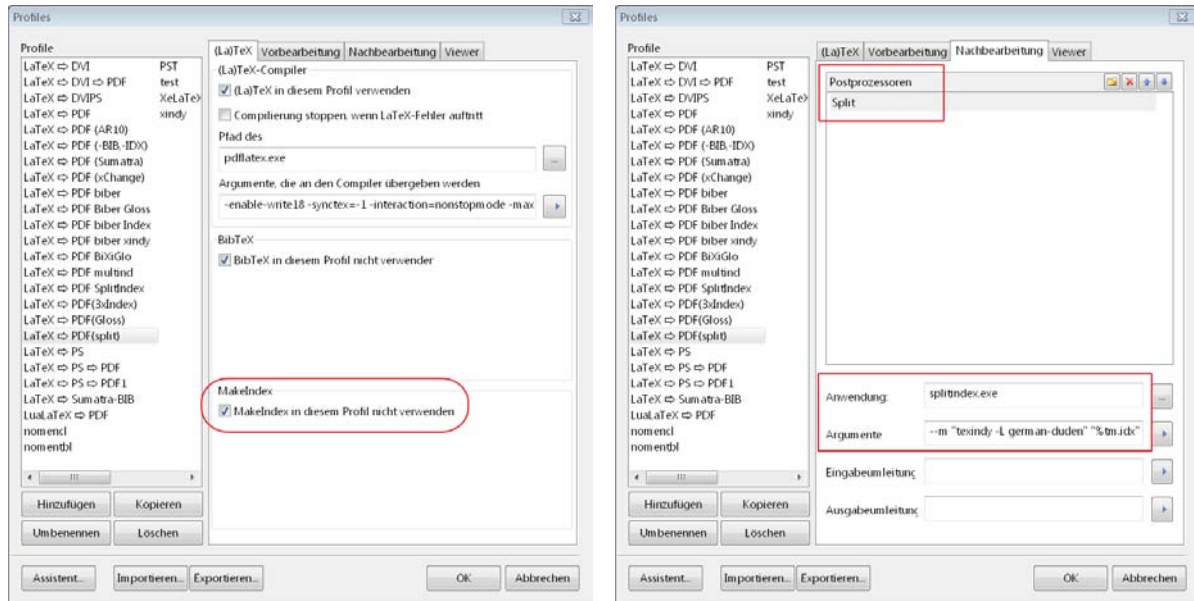 Profiles
Profile
LaTeX ⇨ DVI PST
LaTeX ⇨ DVI ⇨ PDF test
LaTeX ⇨ DVIPS XeLaTeX
LaTeX ⇨ PDF xindy
LaTeX ⇨ PDF (AR10)
LaTeX ⇨ PDF (-BIB,-IDX)
LaTeX ⇨ PDF (Sumatra)
LaTeX ⇨ PDF (xChange)
LaTeX ⇨ PDF biber
LaTeX ⇨ PDF Biber Gloss
LaTeX ⇨ PDF biber Index
LaTeX ⇨ PDF biber xindy
LaTeX ⇨ PDF BiXiGlo
LaTeX ⇨ PDF multind
LaTeX ⇨ PDF SplitIndex
LaTeX ⇨ PDF(3xIndex)
LaTeX ⇨ PDF(Gloss)
LaTeX ⇨ PDF(split)
LaTeX ⇨ PS
LaTeX ⇨ PS ⇨ PDF
LaTeX ⇨ PS ⇨ PDF1
LaTeX ⇨ Sumatra-BIB
LuaLaTeX ⇨ PDF
nomencl
nomentbl
Hinzufügen Kopieren
Umbenennen Löschen
(La)TeX Vorbearbeitung Nachbearbeitung Viewer
(La)TeX-Compiler
(La)TeX in diesem Profil verwenden
Compilierung stoppen, wenn LaTeX-Fehler auftritt
Pfad des
pdflatex.exe
...
Argumente, die an den Compiler übergeben werden
-enable-write18 -synctex=-1 -interaction=nonstopmode -max
BibTeX
BibTeX in diesem Profil nicht verwender
MakeIndex
MakeIndex in diesem Profil nicht verwenden
Assistent... Importieren... Exportieren... OK Abbrechen
Profiles
Profile
LaTeX ⇨ DVI PST
LaTeX ⇨ DVI ⇨ PDF test
LaTeX ⇨ DVIPS XeLaTeX
LaTeX ⇨ PDF xindy
LaTeX ⇨ PDF (AR10)
LaTeX ⇨ PDF (-BIB,-IDX)
LaTeX ⇨ PDF (Sumatra)
LaTeX ⇨ PDF (xChange)
LaTeX ⇨ PDF biber
LaTeX ⇨ PDF Biber Gloss
LaTeX ⇨ PDF biber Index
LaTeX ⇨ PDF biber xindy
LaTeX ⇨ PDF BiXiGlo
LaTeX ⇨ PDF multind
LaTeX ⇨ PDF SplitIndex
LaTeX ⇨ PDF(3xIndex)
LaTeX ⇨ PDF(Gloss)
LaTeX ⇨ PDF(split)
LaTeX ⇨ PS
LaTeX ⇨ PS ⇨ PDF
LaTeX ⇨ PS ⇨ PDF1
LaTeX ⇨ Sumatra-BIB
LuaLaTeX ⇨ PDF
nomencl
nomentbl
Hinzufügen Kopieren
Umbenennen Löschen
(La)TeX Vorbearbeitung Nachbearbeitung Viewer
Postprozessoren
Split
Anwendung: splitindex.exe ...
Argumente --m "texindy -L german-duden" "%tm.idx"
Eingabeumleitung
Ausgabeumleitung
Assistent... Importieren... Exportieren... OK Abbrechen